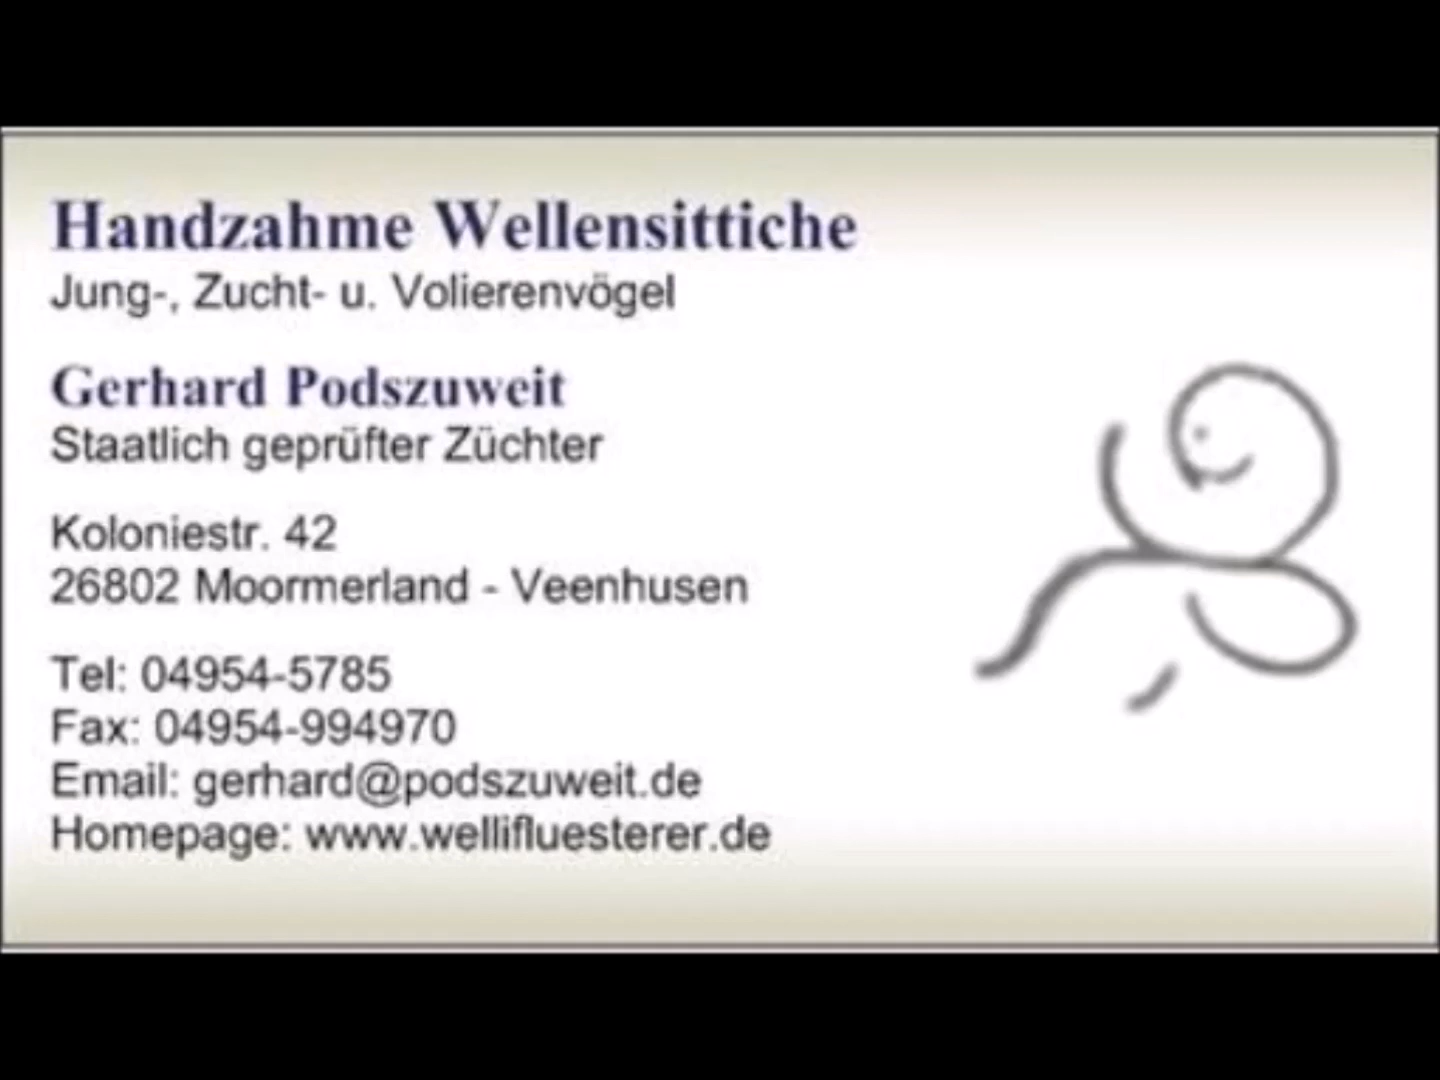 Handzahme Wellensittiche
Jung-, Zucht- u. Volierenvögel
Gerhard Podszuweit
Staatlich geprüfter Züchter
Koloniestr. 42
26802 Moormerland - Veenhusen
Tel: 04954-5785
Fax: 04954-994970
Email: gerhard@podszuweit.de
Homepage: www.wellifluesterer.de